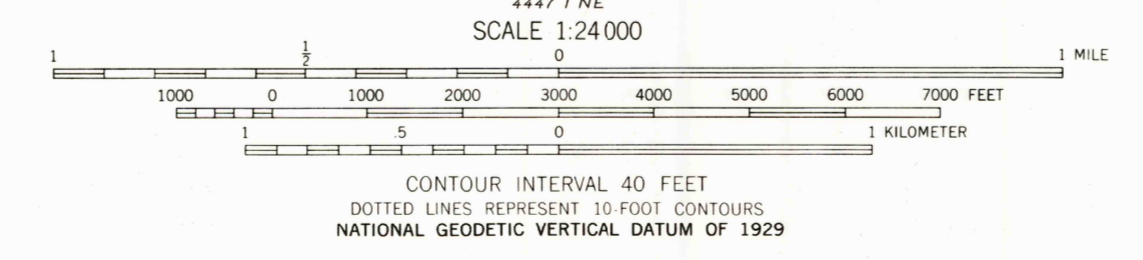 4447 I NE
SCALE 1:24 000
1 1/2 0 1 MILE
1000 0 1000 2000 3000 4000 5000 6000 7000 FEET
1 .5 0 1 KILOMETER
CONTOUR INTERVAL 40 FEET
DOTTED LINES REPRESENT 10-FOOT CONTOURS
NATIONAL GEODETIC VERTICAL DATUM OF 1929